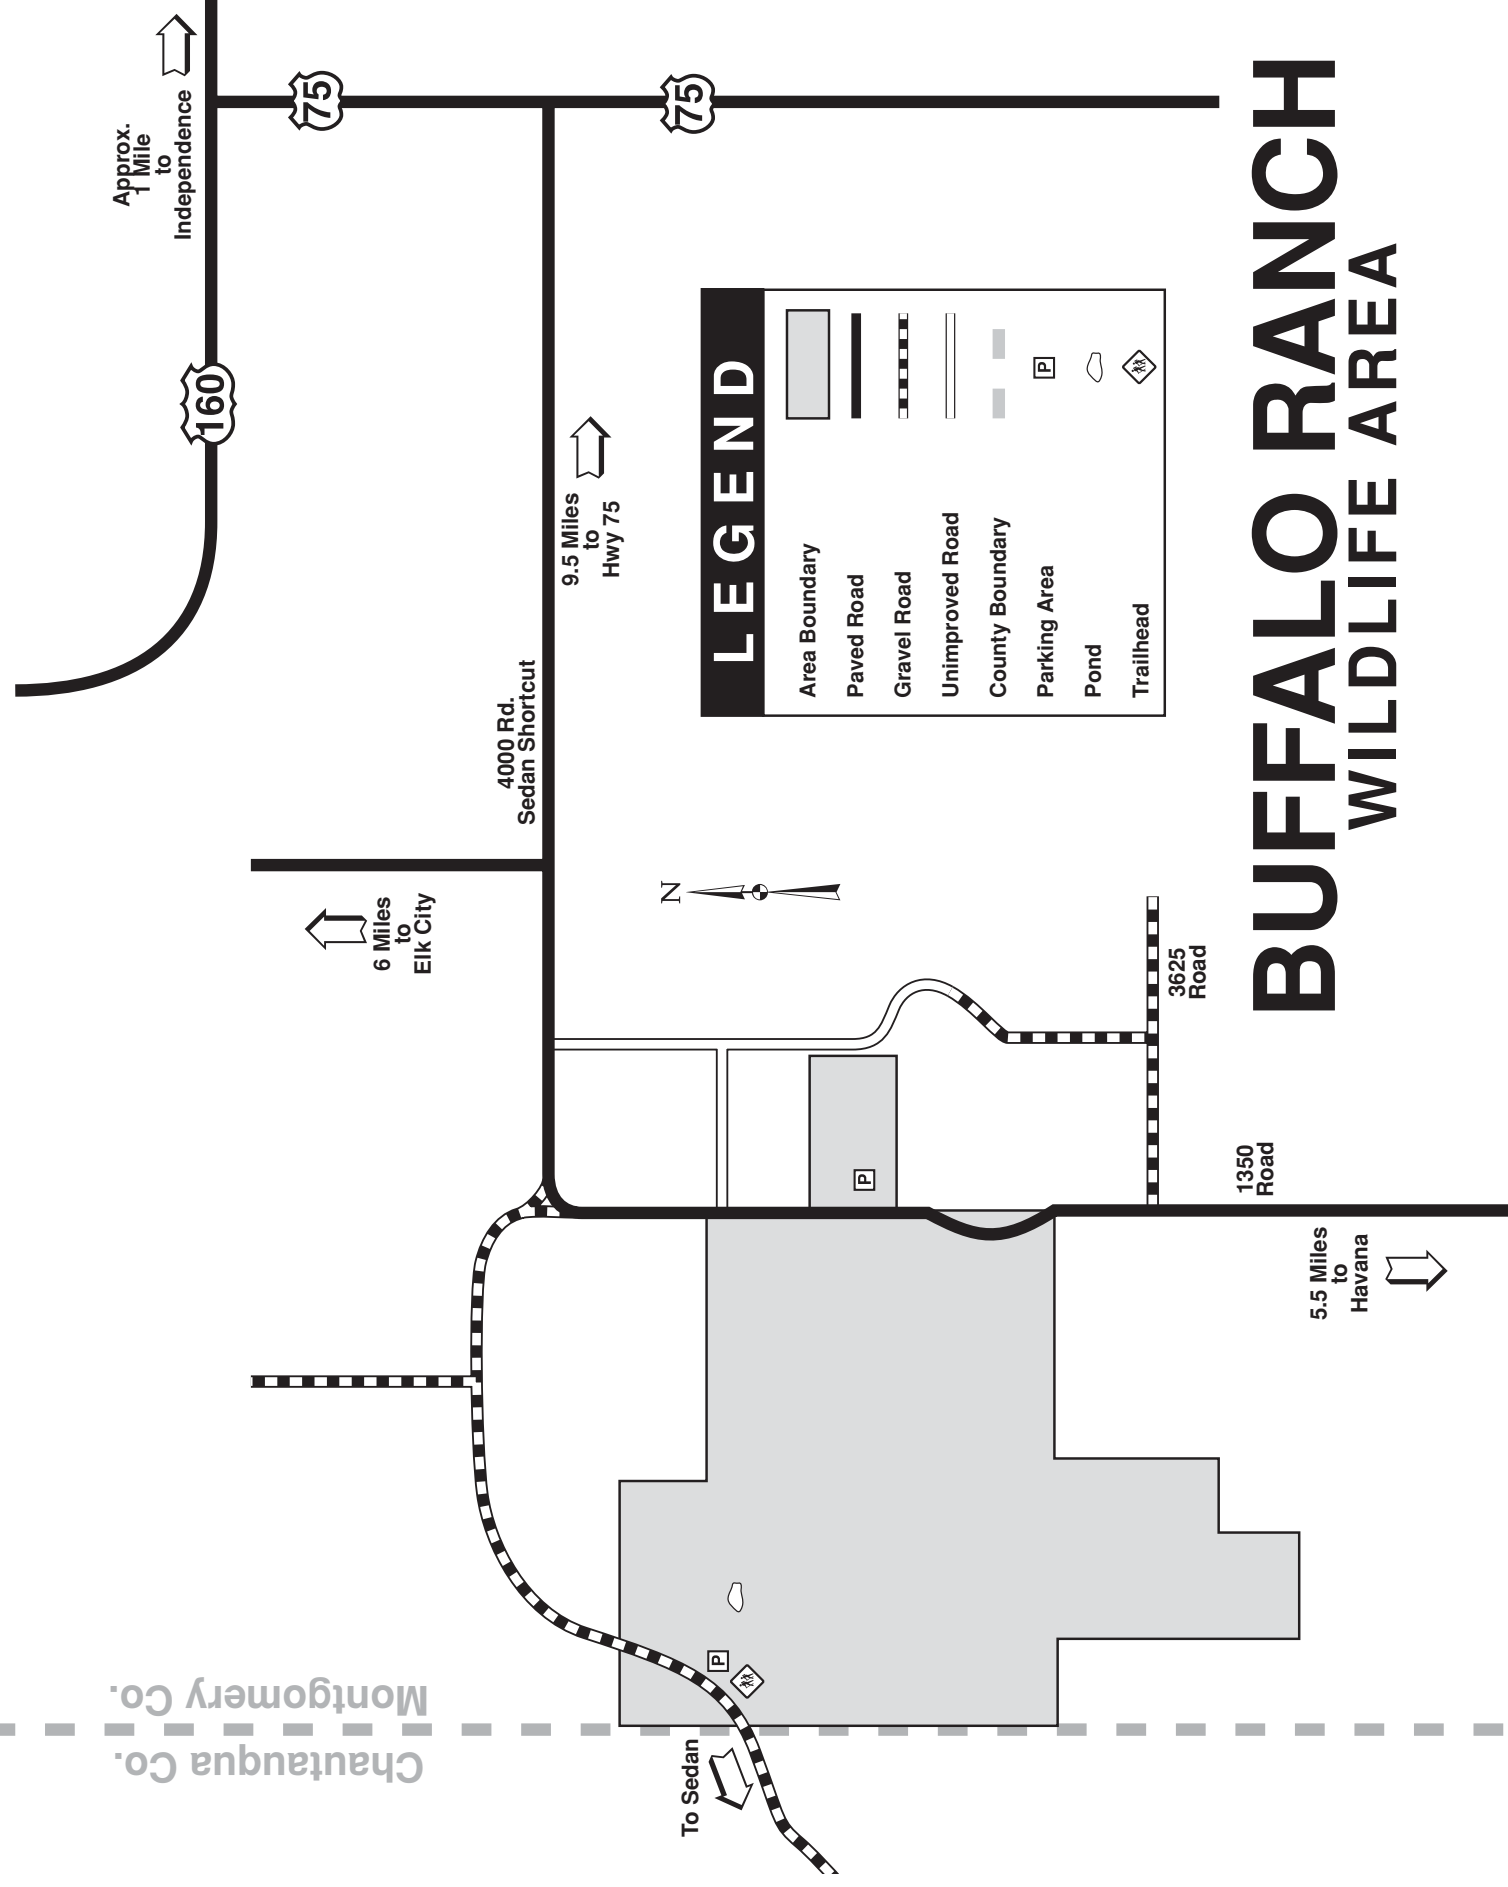 BUFFALO RANCH
WILDLIFE AREA
Approx.
1 Mile
to
Independence
160
75
75
4000 Rd.
Sedan Shortcut
9.5 Miles
to
Hwy 75
6 Miles
to
Elk City
N
LEGEND
Area Boundary
Paved Road
Gravel Road
Unimproved Road
County Boundary
Parking Area
P
Pond
Trailhead
3625
Road
1350
Road
5.5 Miles
to
Havana
P
P
To Sedan
Montgomery Co.
Chautauqua Co.